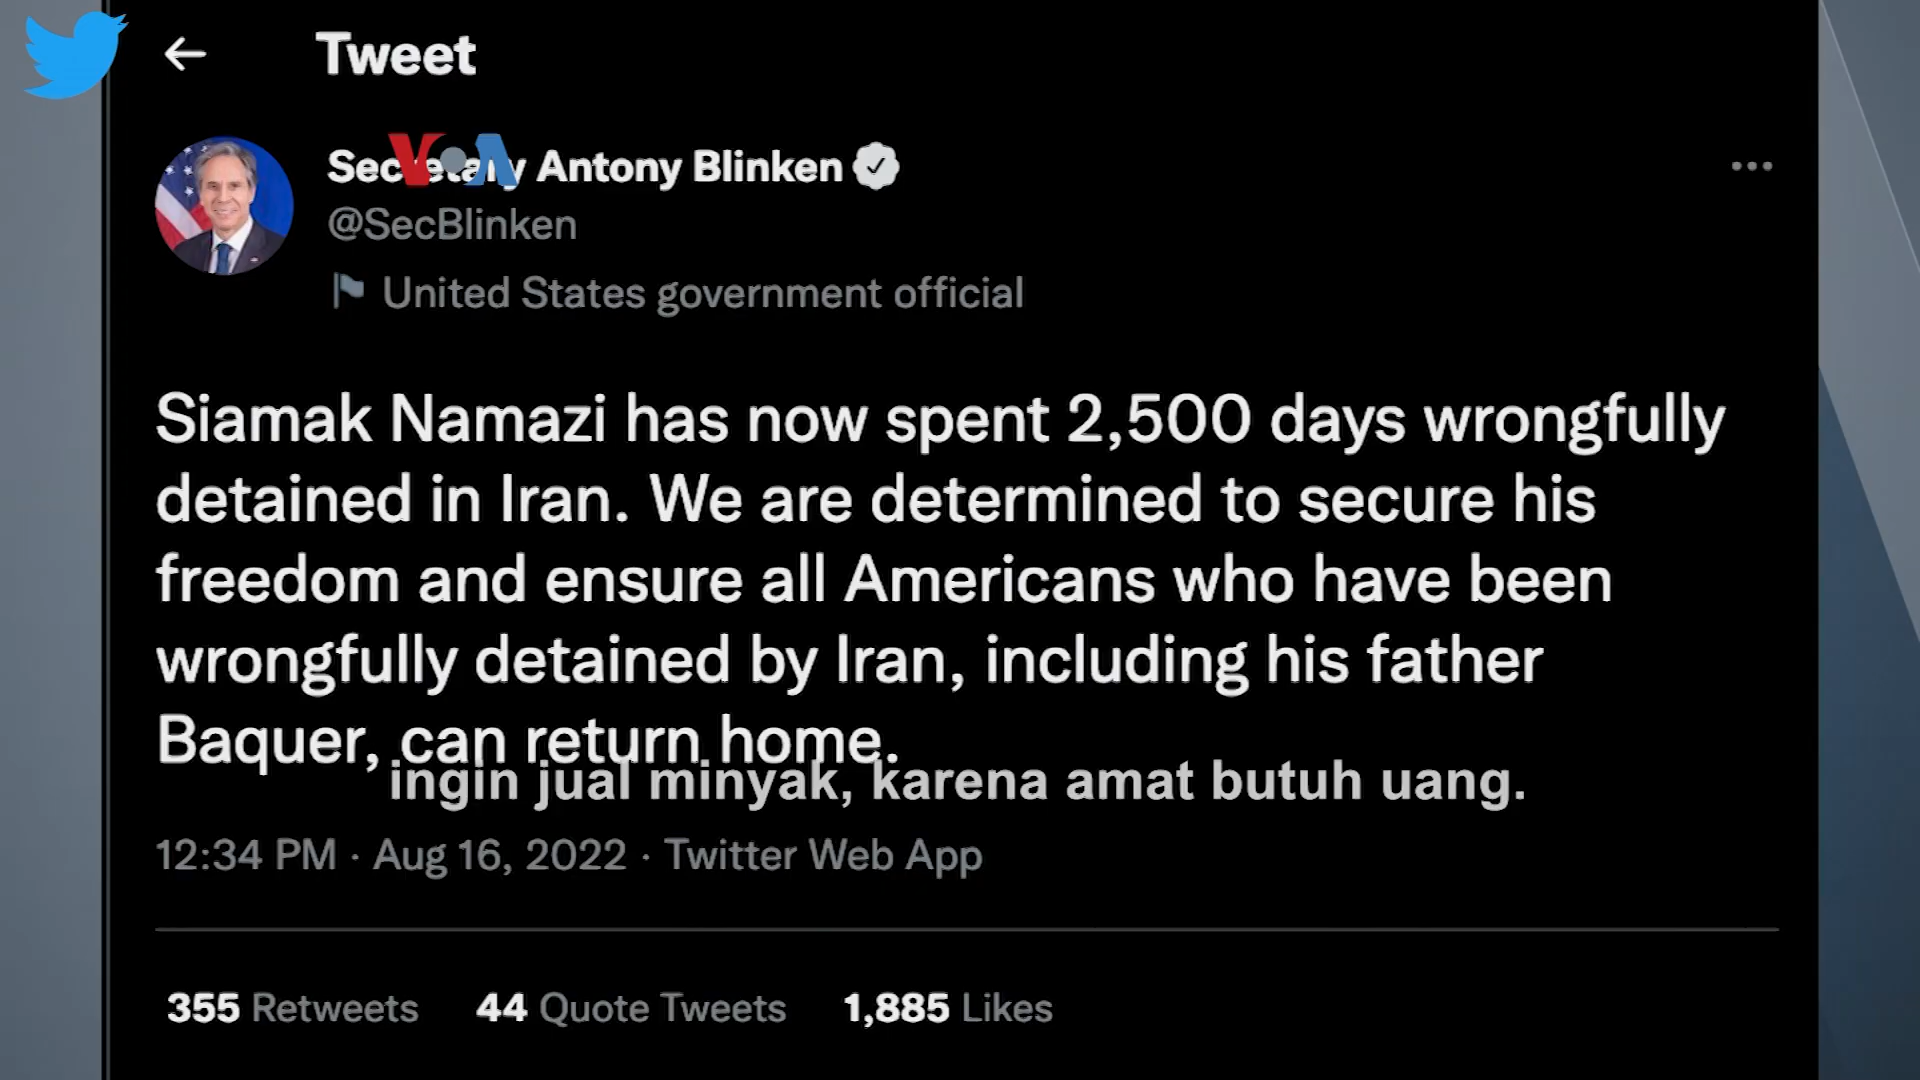 Tweet
VOA
Secretary Antony Blinken
@SecBlinken
United States government official
Siamak Namazi has now spent 2,500 days wrongfully
detained in Iran. We are determined to secure his
freedom and ensure all Americans who have been
wrongfully detained by Iran, including his father
Baquer, can return home.
ingin jual minyak, karena amat butuh uang.
12:34 PM · Aug 16, 2022 · Twitter Web App
355 Retweets 44 Quote Tweets 1,885 Likes